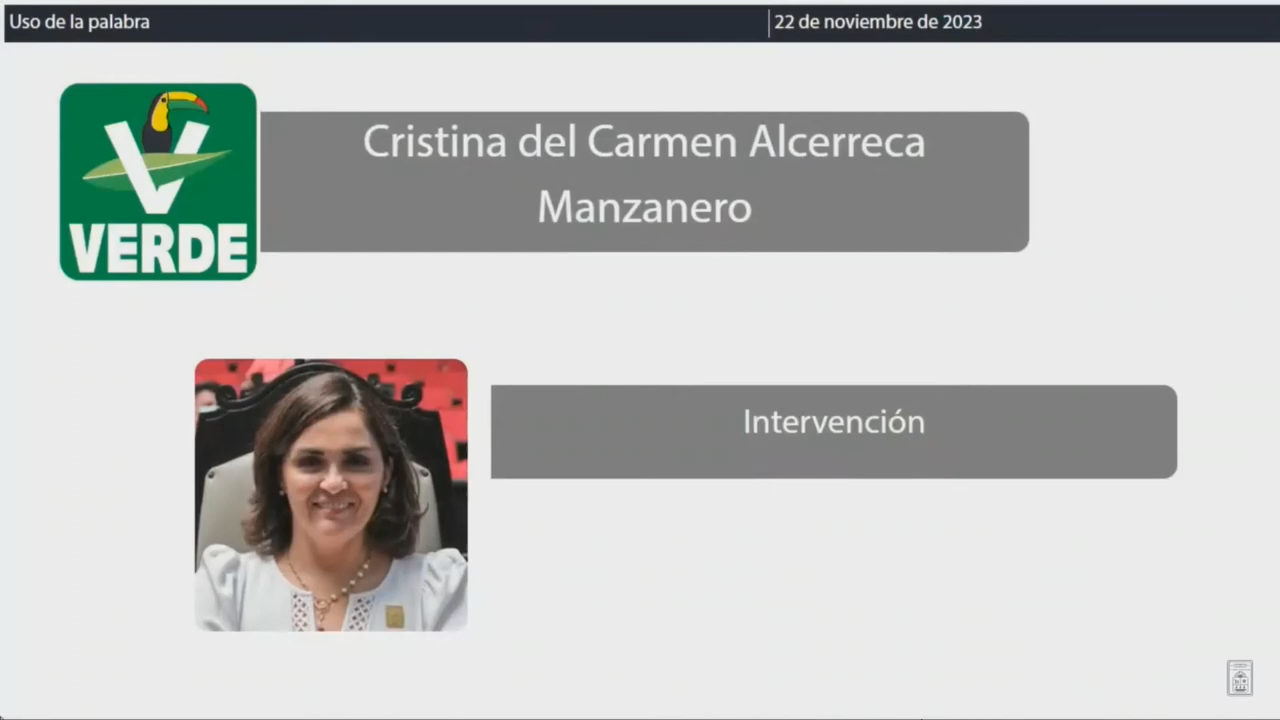 Uso de la palabra
22 de noviembre de 2023
VERDE
Cristina del Carmen Alcerreca
Manzanero
Intervención